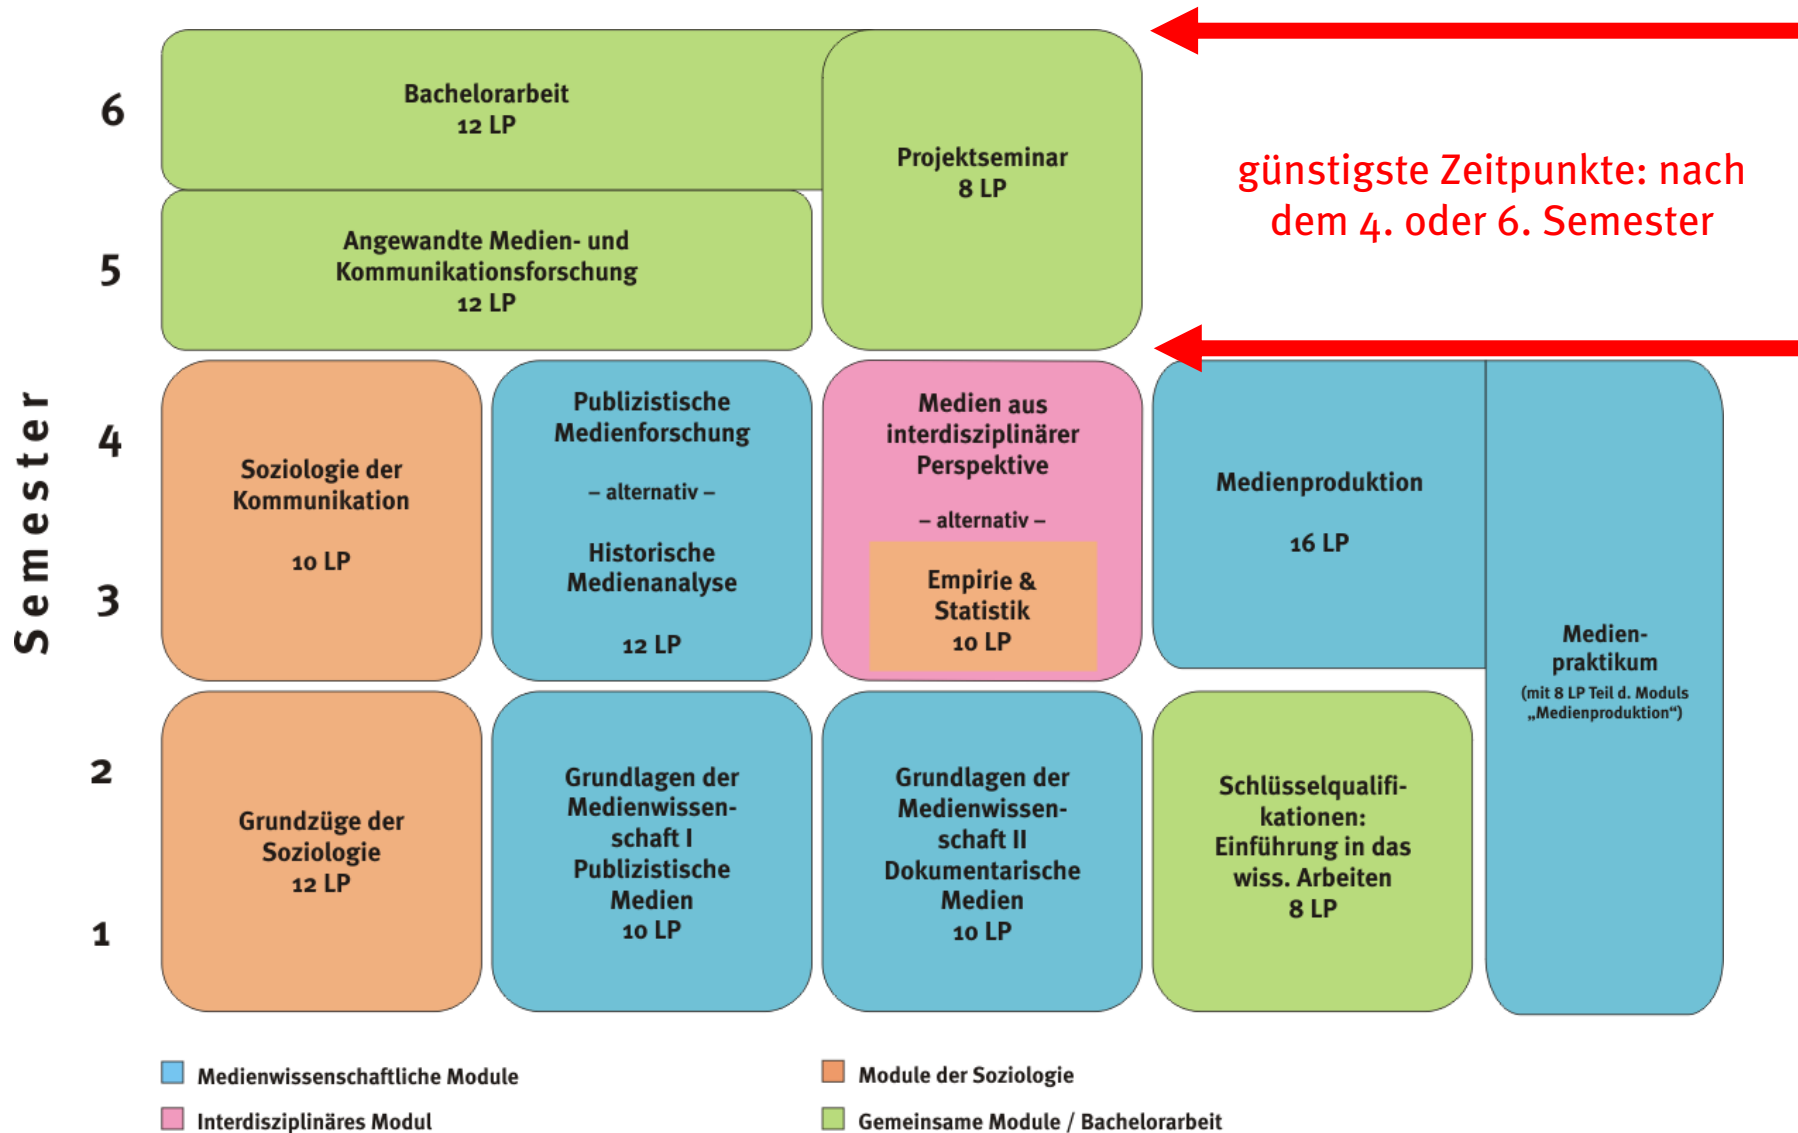 6
Bachelorarbeit
12 LP
Projektseminar
8 LP
günstigste Zeitpunkte: nach
dem 4. oder 6. Semester
5
Angewandte Medien- und
Kommunikationsforschung
12 LP
Semester
4
3
Soziologie der
Kommunikation
10 LP
Publizistische
Medienforschung
– alternativ –
Historische
Medienanalyse
12 LP
Medien aus
interdisziplinärer
Perspektive
– alternativ –
Empirie &
Statistik
10 LP
Medienproduktion
16 LP
Medien-
praktikum
(mit 8 LP Teil d. Moduls
„Medienproduktion“)
2
1
Grundzüge der
Soziologie
12 LP
Grundlagen der
Medienwissen-
schaft I
Publizistische
Medien
10 LP
Grundlagen der
Medienwissen-
schaft II
Dokumentarische
Medien
10 LP
Schlüsselqualifi-
kationen:
Einführung in das
wiss. Arbeiten
8 LP
Medienwissenschaftliche Module
Module der Soziologie
Interdisziplinäres Modul
Gemeinsame Module / Bachelorarbeit